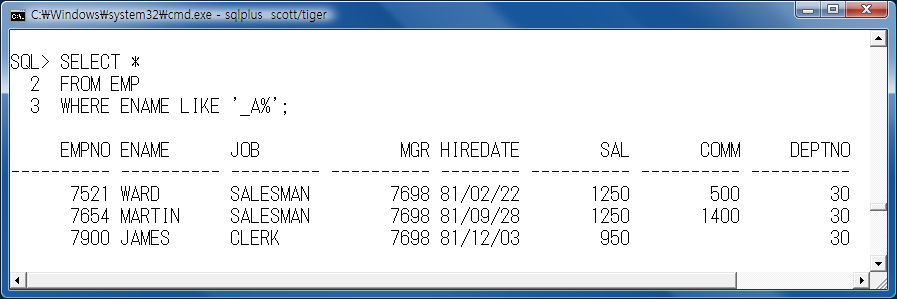 C:₩Windows₩system32₩cmd.exe - sqlplus  scott/tiger
SQL> SELECT *
  2  FROM EMP
  3  WHERE ENAME LIKE '_A%';
     EMPNO ENAME      JOB              MGR HIREDATE        SAL       COMM     DEPTNO
---------- ---------- --------- ---------- -------- ---------- ---------- ----------
      7521 WARD       SALESMAN        7698 81/02/22       1250        500         30
      7654 MARTIN     SALESMAN        7698 81/09/28       1250       1400         30
      7900 JAMES      CLERK           7698 81/12/03        950                    30